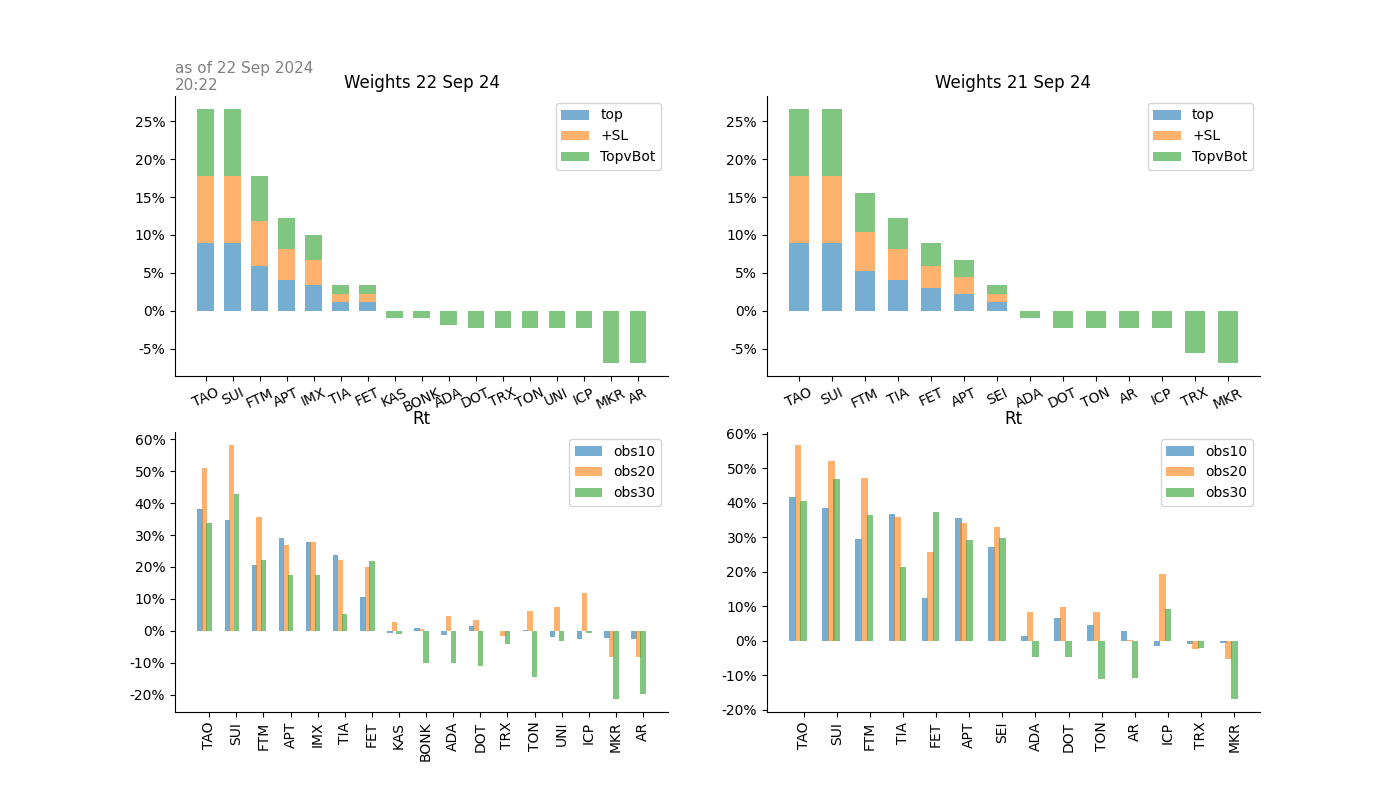 as of 22 Sep 2024
20:22
Weights 22 Sep 24
25%
20%
15%
10%
5%
0%
-5%
top
+SL
TopvBot
TAO SUI FTM APT IMX TIA FET KAS BONK ADA DOT TRX TON UNI ICP MKR AR
Weights 21 Sep 24
25%
20%
15%
10%
5%
0%
-5%
top
+SL
TopvBot
TAO SUI FTM TIA FET APT SEI ADA DOT TON AR ICP TRX MKR
Rt
60%
50%
40%
30%
20%
10%
0%
-10%
-20%
obs10
obs20
obs30
TAO SUI FTM APT IMX TIA FET KAS BONK ADA DOT TRX TON UNI ICP MKR AR
Rt
60%
50%
40%
30%
20%
10%
0%
-10%
-20%
obs10
obs20
obs30
TAO SUI FTM TIA FET APT SEI ADA DOT TON AR ICP TRX MKR